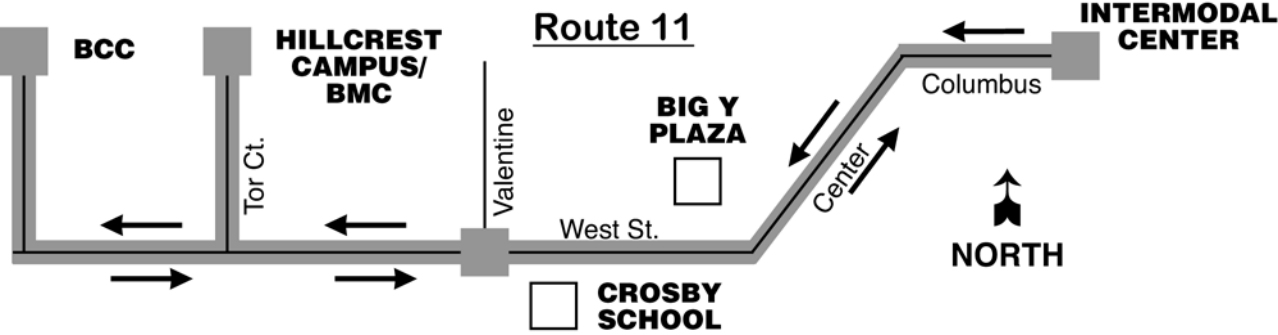 Route 11
INTERMODAL
CENTER
BCC
HILLCREST
CAMPUS/
BMC
Columbus
BIG Y
PLAZA
Tor Ct.
Valentine
Center
West St.
NORTH
CROSBY
SCHOOL